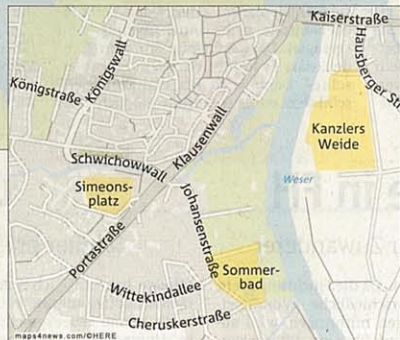 Kaiserstraße
Hausberger St
Königswall
Königstraße
Klausenwall
Kanzlers
Weide
Schwichowwall
Weser
Simeons-
platz
Johansenstraße
Portastraße
Sommer-
bad
Wittekindallee
Cheruskerstraße
maps4news.com/©HERE